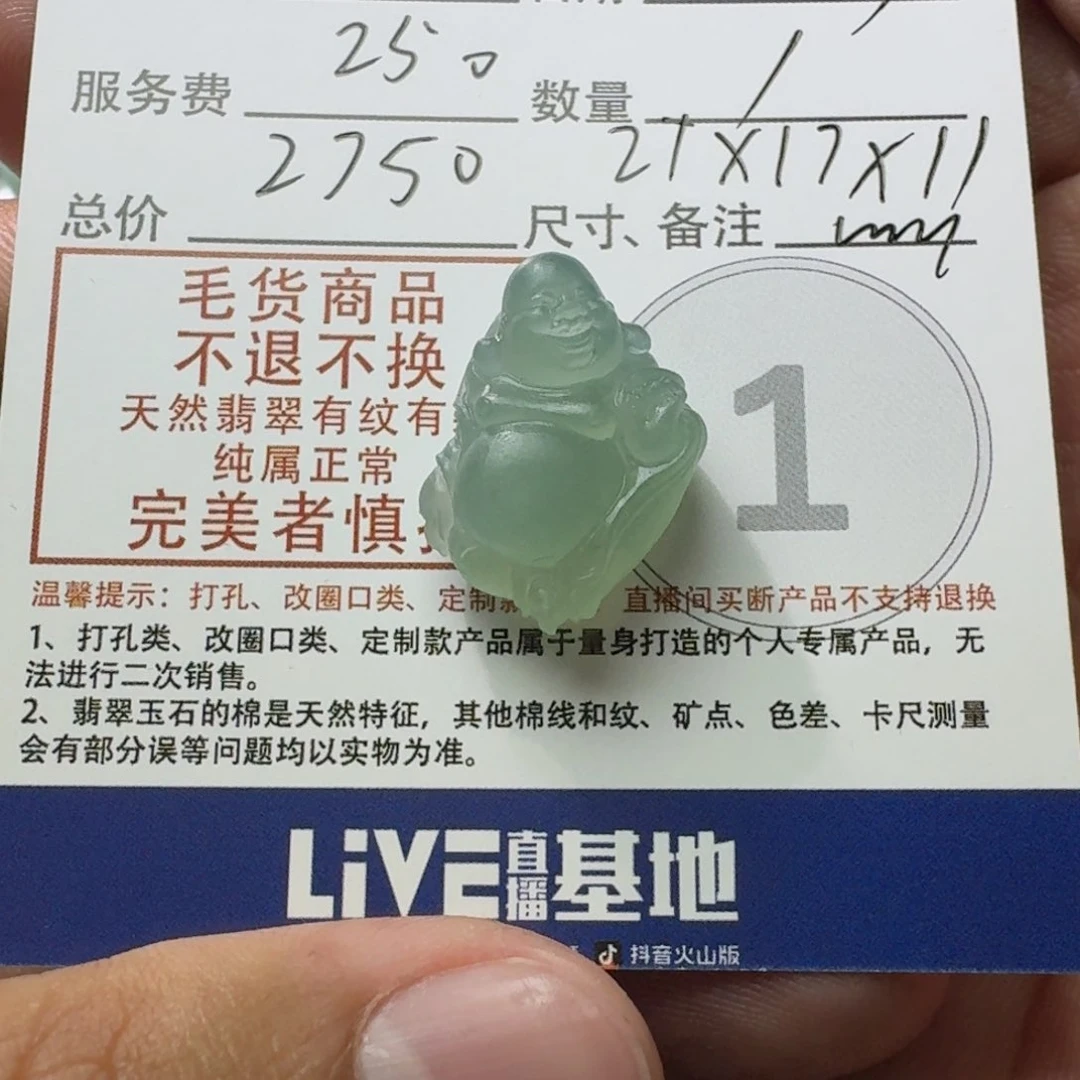 服务费 250 数量 1
总价 2750 尺寸、备注 21X17X11
毛货商品
不退不换
天然翡翠有纹有
纯属正常
完美者慎
1
温馨提示：打孔、改圈口类、定制 直播间买断产品不支持退换
1、打孔类、改圈口类、定制款产品属于量身打造的个人专属产品，无
法进行二次销售。
2、翡翠玉石的棉是天然特征，其他棉线和纹、矿点、色差、卡尺测量
会有部分误等问题均以实物为准。
LiVE直播基地
抖音火山版